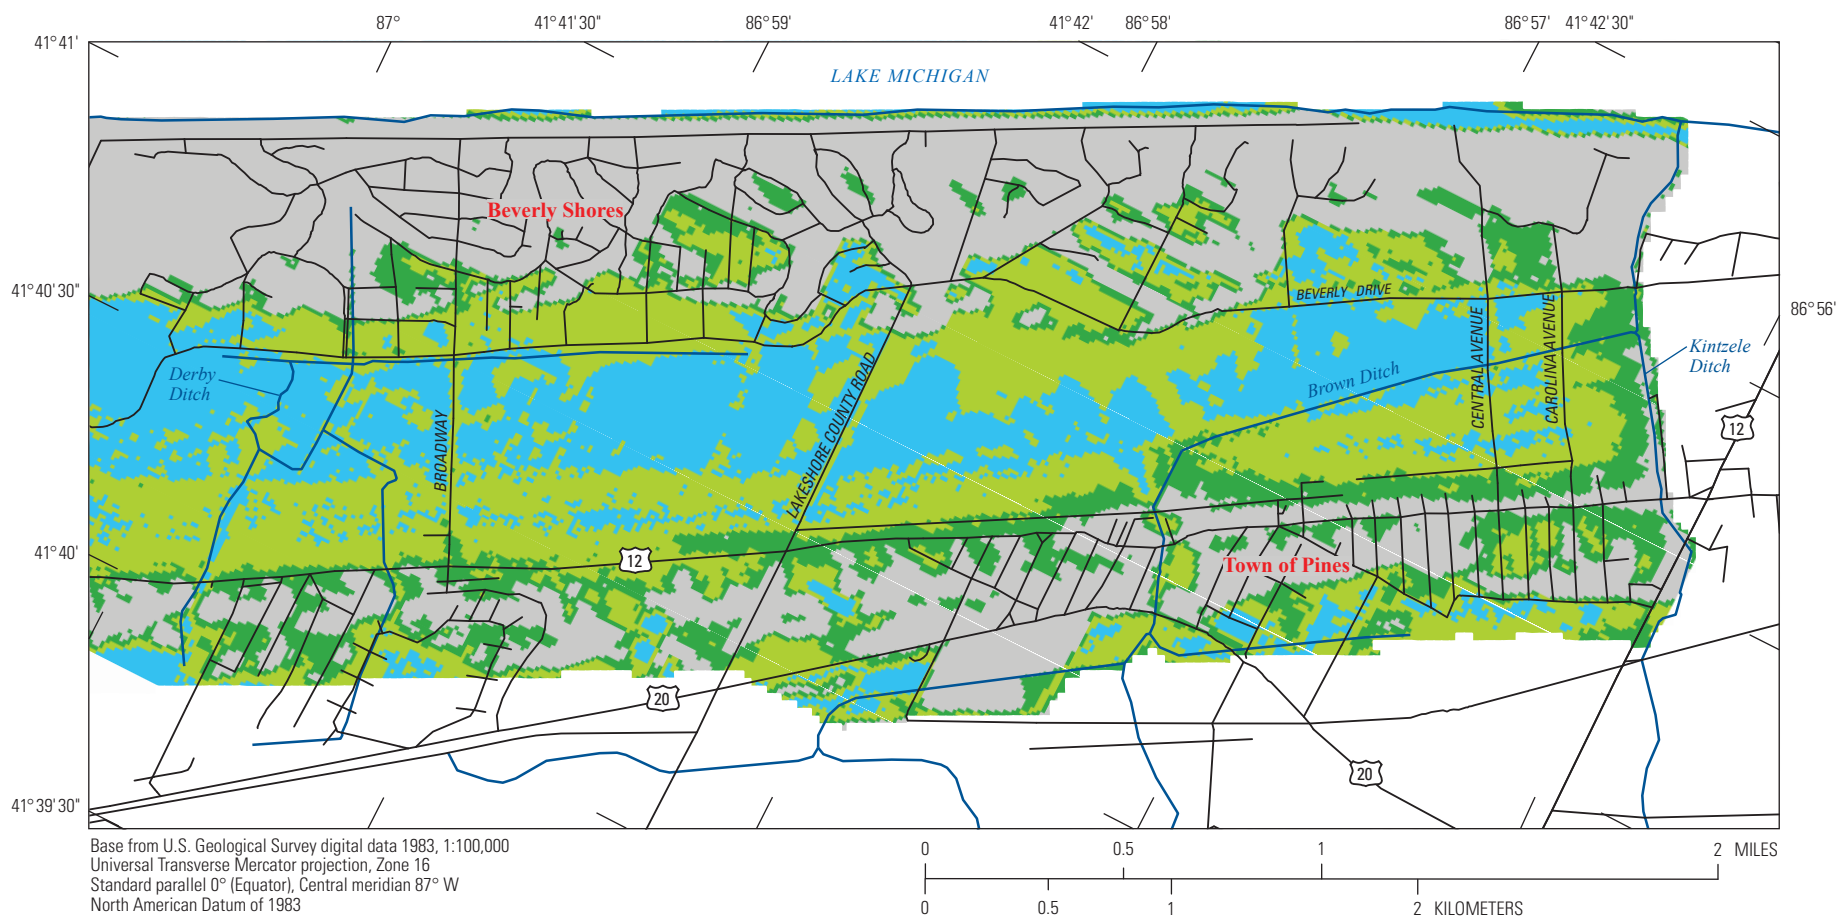 87°
41°41'30"
86°59'
41°42'
86°58'
86°57'
41°42'30"
41°41'
LAKE MICHIGAN
Beverly Shores
41°40'30"
BEVERLY DRIVE
86°56'
Derby
Ditch
BROADWAY
LAKESHORE COUNTY ROAD
Brown Ditch
CENTRAL AVENUE
CAROLINA AVENUE
Kintzele
Ditch
12
41°40'
12
Town of Pines
20
20
41°39'30"
Base from U.S. Geological Survey digital data 1983, 1:100,000
Universal Transverse Mercator projection, Zone 16
Standard parallel 0° (Equator), Central meridian 87° W
North American Datum of 1983
0 0.5 1 2 MILES
0 0.5 1 2 KILOMETERS